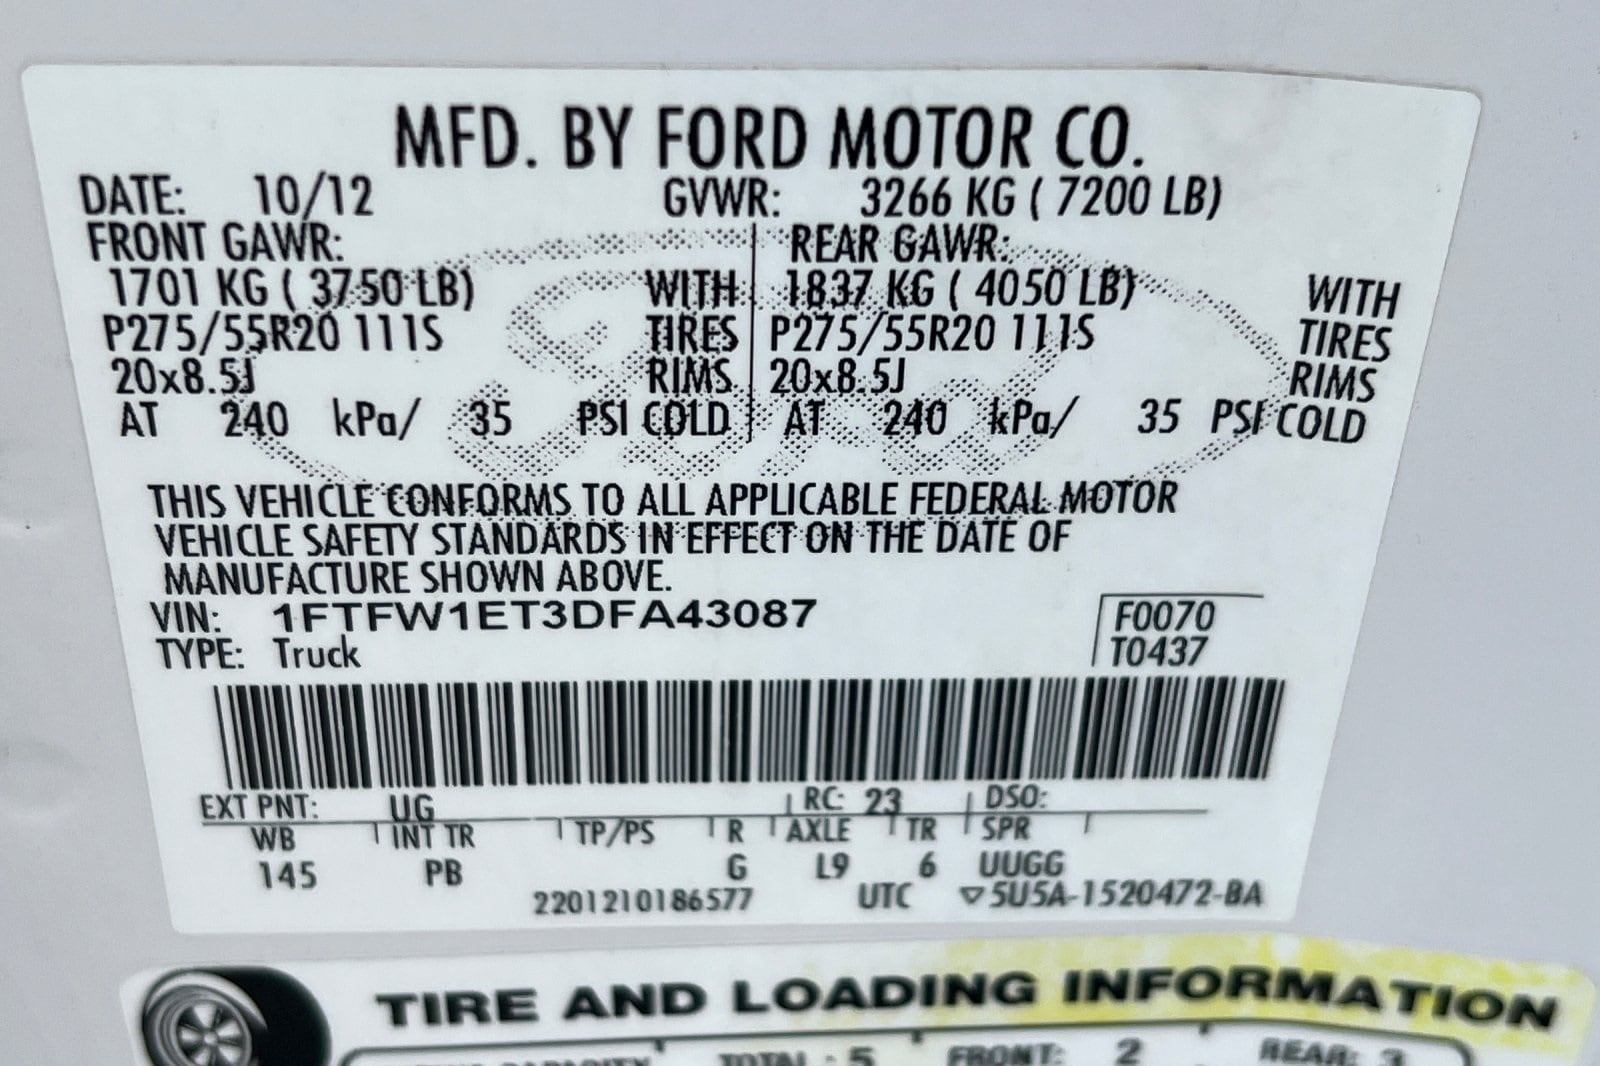 MFD. BY FORD MOTOR CO.
DATE: 10/12 GVWR: 3266 KG ( 7200 LB)
FRONT GAWR: REAR GAWR:
1701 KG ( 3750 LB) WITH 1837 KG ( 4050 LB) WITH
P275/55R20 111S TIRES P275/55R20 111S TIRES
20x8.5J RIMS 20x8.5J RIMS
AT 240 kPa/ 35 PSI COLD AT 240 kPa/ 35 PSI COLD
THIS VEHICLE CONFORMS TO ALL APPLICABLE FEDERAL MOTOR
VEHICLE SAFETY STANDARDS IN EFFECT ON THE DATE OF
MANUFACTURE SHOWN ABOVE.
VIN: 1FTFW1ET3DFA43087 F0070
TYPE: Truck T0437
EXT PNT: UG RC: 23 DSO:
WB INT TR TP/PS R AXLE TR SPR
145 PB G L9 6 UUGG
2201210186577 UTC ▽5U5A-1520472-BA
TIRE AND LOADING INFORMATION
TOTAL : 5 FRONT: 2 REAR: 3